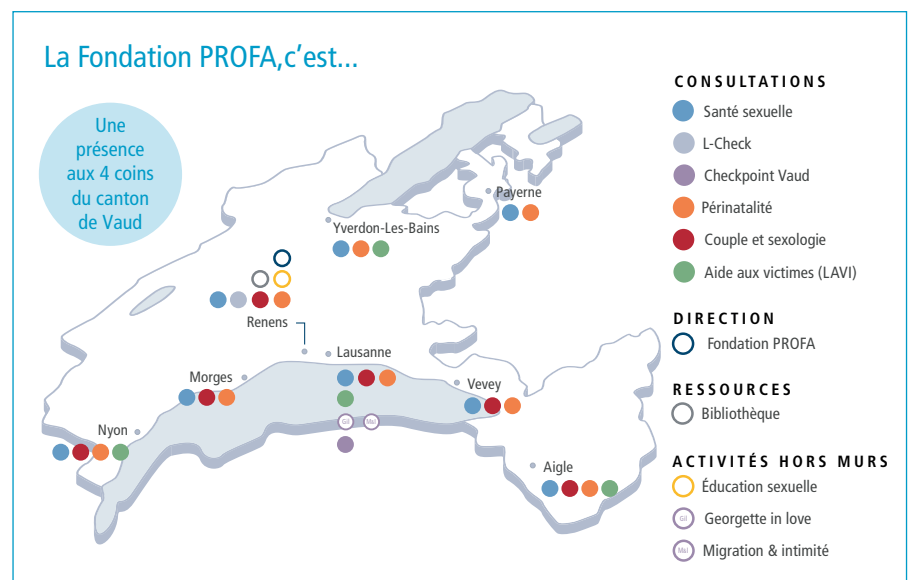 La Fondation PROFA,c'est...
Une
présence
aux 4 coins
du canton
de Vaud
Payerne
Yverdon-Les-Bains
Renens
Lausanne
Morges
Vevey
Nyon
Gil
M&I
Aigle
CONSULTATIONS
Santé sexuelle
L-Check
Checkpoint Vaud
Périnatalité
Couple et sexologie
Aide aux victimes (LAVI)
DIRECTION
Fondation PROFA
RESSOURCES
Bibliothèque
ACTIVITÉS HORS MURS
Éducation sexuelle
Gil Georgette in love
M&I Migration & intimité